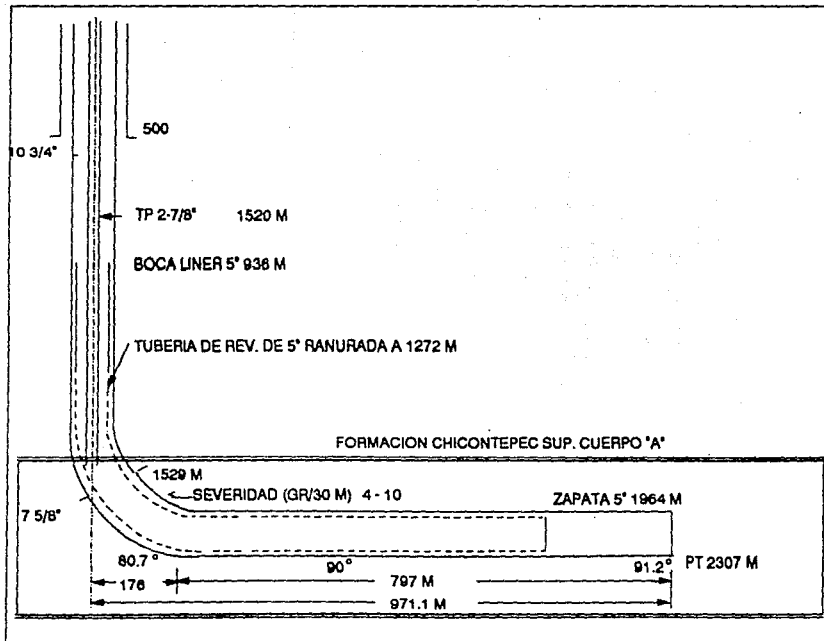 500
10 3/4"
TP 2-7/8" 1520 M
BOCA LINER 5" 936 M
TUBERIA DE REV. DE 5" RANURADA A 1272 M
FORMACION CHICONTEPEC SUP. CUERPO "A"
1529 M
SEVERIDAD (GR/30 M) 4 - 10
ZAPATA 5" 1964 M
7 5/8"
80.7 °
90°
91.2°
PT 2307 M
176
797 M
971.1 M